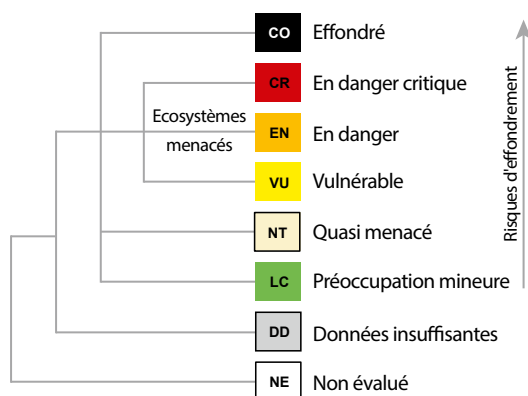 CO Effondré
CR En danger critique
Ecosystèmes
menacés
EN En danger
VU Vulnérable
NT Quasi menacé
LC Préoccupation mineure
DD Données insuffisantes
NE Non évalué
Risques d'effondrement